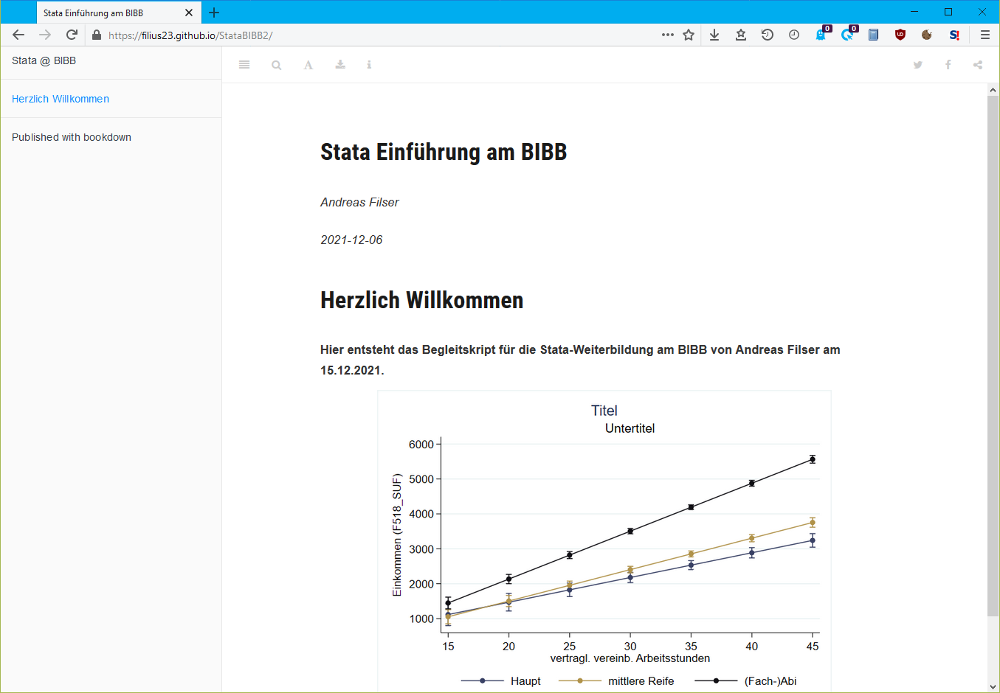 Stata Einführung am BIBB
https://filius23.github.io/StataBIBB2/
0
0
Stata @ BIBB
Herzlich Willkommen
Published with bookdown
Stata Einführung am BIBB
Andreas Filser
2021-12-06
Herzlich Willkommen
Hier entsteht das Begleitskript für die Stata-Weiterbildung am BIBB von Andreas Filser am
15.12.2021.
Titel
Untertitel
Einkommen (F518_SUF)
6000
5000
4000
3000
2000
1000
15 20 25 30 35 40 45
vertragl. vereinb. Arbeitsstunden
Haupt mittlere Reife (Fach-)Abi